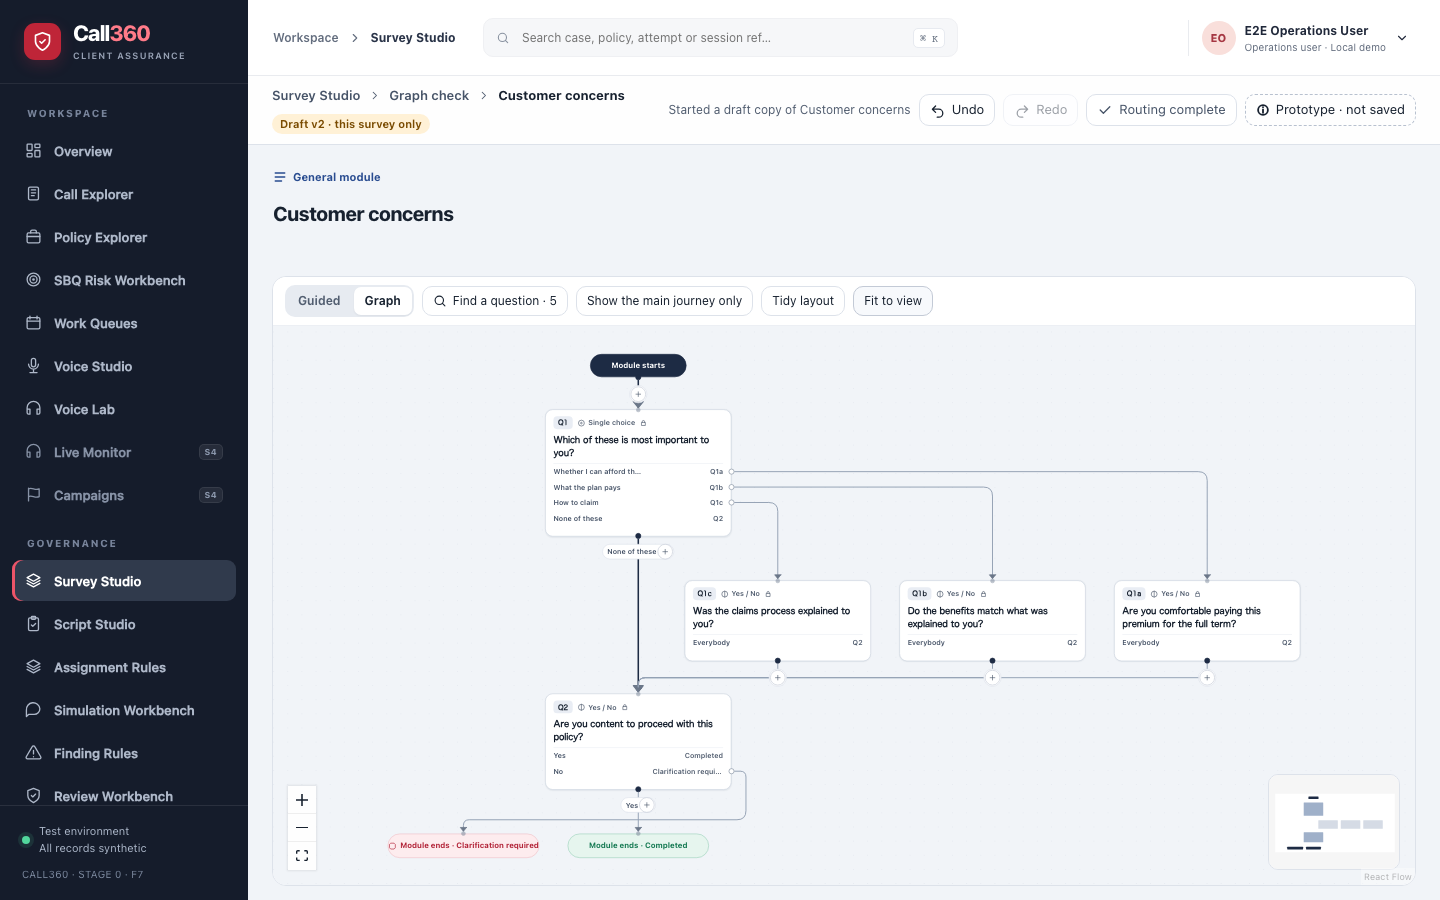 Call360
CLIENT ASSURANCE
WORKSPACE
Overview
Call Explorer
Policy Explorer
SBQ Risk Workbench
Work Queues
Voice Studio
Voice Lab
Live Monitor S4
Campaigns S4
GOVERNANCE
Survey Studio
Script Studio
Assignment Rules
Simulation Workbench
Finding Rules
Review Workbench
Test environment
All records synthetic
CALL360 · STAGE 0 · F7
Workspace > Survey Studio
Search case, policy, attempt or session ref...
⌘ K
EO
E2E Operations User
Operations user · Local demo
Survey Studio > Graph check > Customer concerns
Draft v2 · this survey only
Started a draft copy of Customer concerns
Undo
Redo
Routing complete
Prototype · not saved
General module
Customer concerns
Guided
Graph
Find a question · 5
Show the main journey only
Tidy layout
Fit to view
Module starts
+
Q1 Single choice
Which of these is most important to
you?
Whether I can afford th... Q1a
What the plan pays Q1b
How to claim Q1c
None of these Q2
None of these +
Q1c Yes / No
Was the claims process explained to
you?
Everybody Q2
+
Q1b Yes / No
Do the benefits match what was
explained to you?
Everybody Q2
+
Q1a Yes / No
Are you comfortable paying this
premium for the full term?
Everybody Q2
+
Q2 Yes / No
Are you content to proceed with this
policy?
Yes Completed
No Clarification requi...
Yes +
Module ends · Clarification required
Module ends · Completed
React Flow